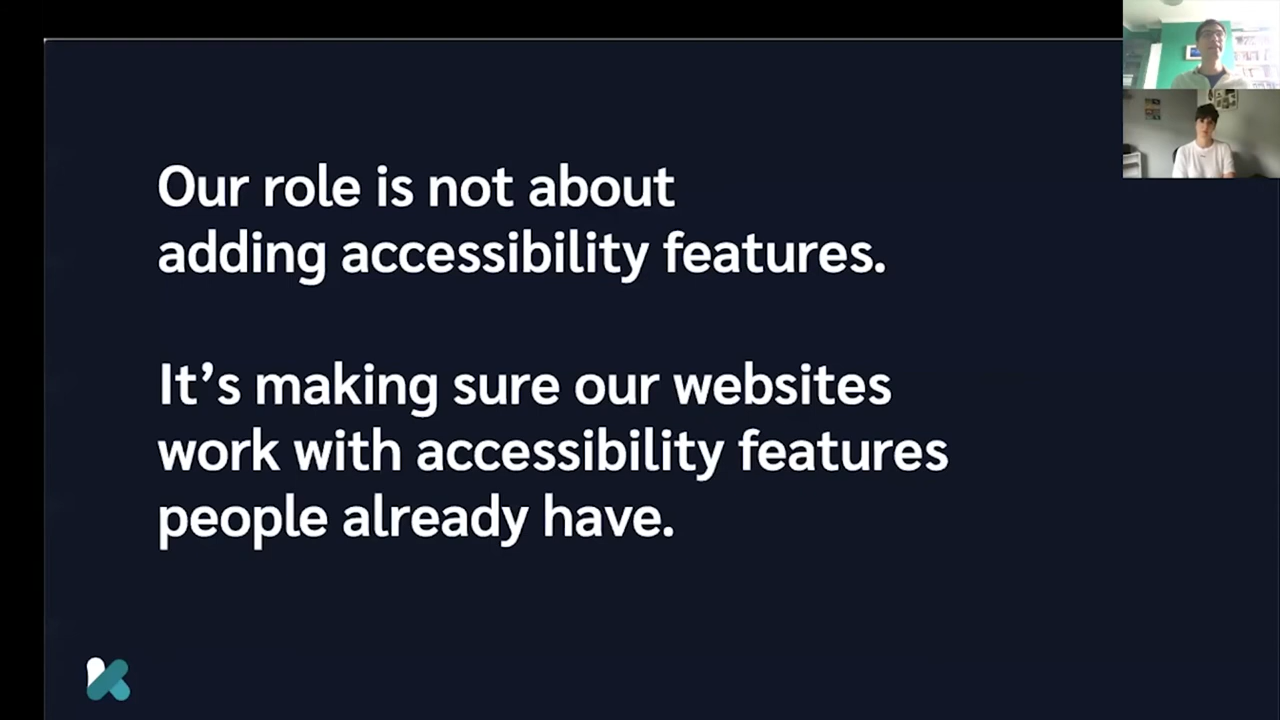 Our role is not about
adding accessibility features.
It’s making sure our websites
work with accessibility features
people already have.